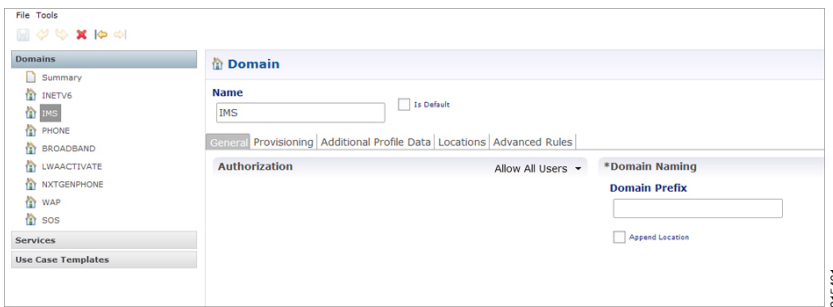 File Tools
Domains
Summary
INETV6
IMS
PHONE
BROADBAND
LWAACTIVATE
NXTGENPHONE
WAP
SOS
Services
Use Case Templates
Domain
Name
IMS
Is Default
General Provisioning Additional Profile Data Locations Advanced Rules
Authorization Allow All Users
*Domain Naming
Domain Prefix
Append Location